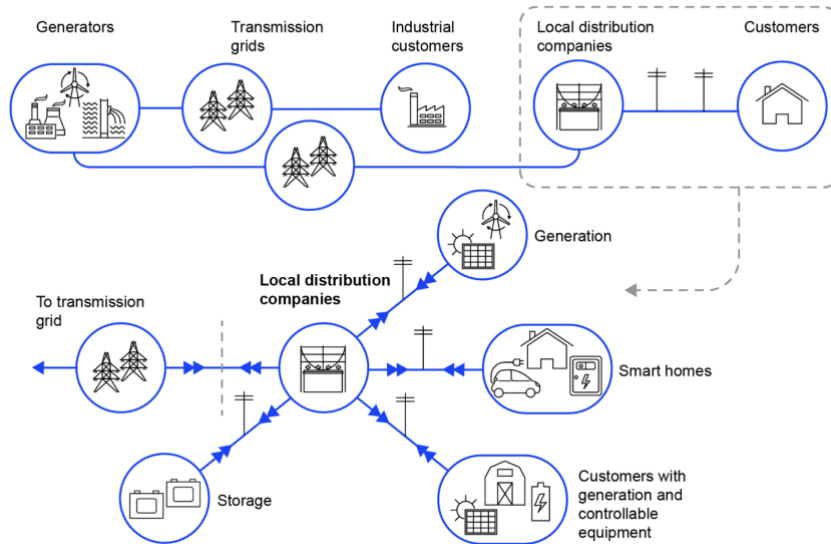 Generators
Transmission
grids
Industrial
customers
Local distribution
companies
Customers
Generation
Local distribution
companies
To transmission
grid
Smart homes
Storage
Customers with
generation and
controllable
equipment